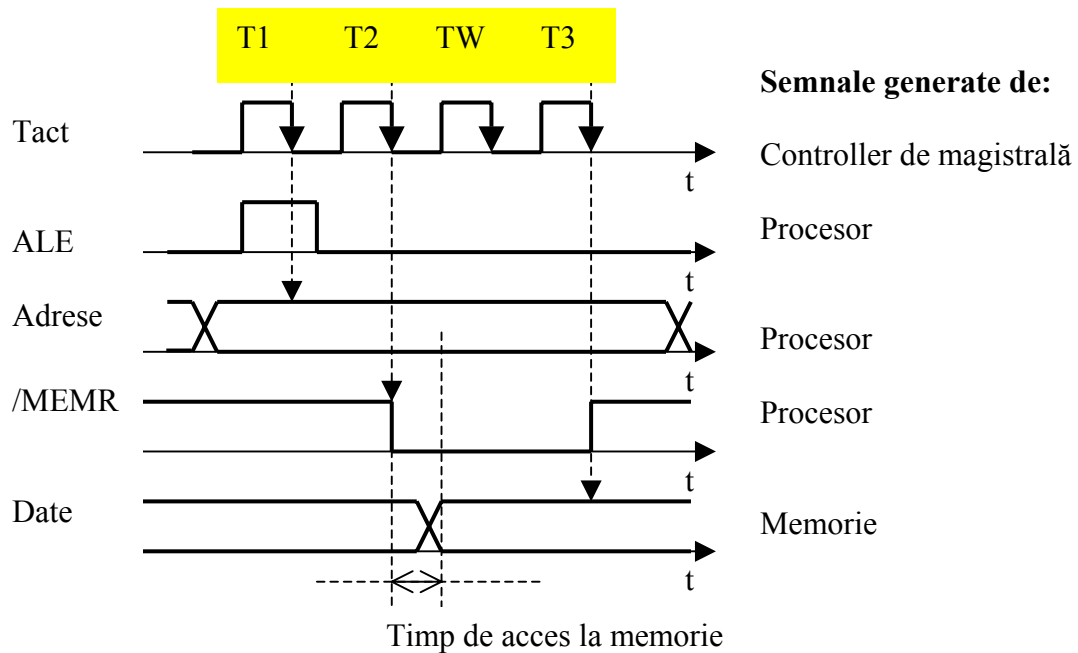 T1 T2 TW T3
Semnale generate de:
Tact
Controller de magistrală
t
ALE
Procesor
t
Adrese
Procesor
t
/MEMR
Procesor
t
Date
Memorie
t
Timp de acces la memorie